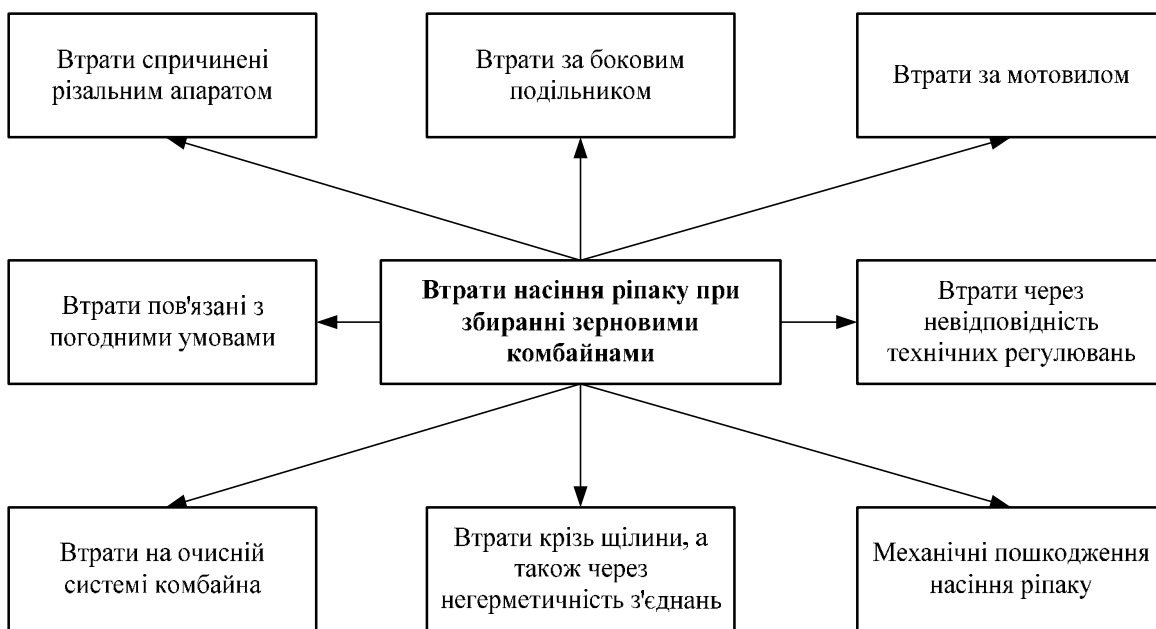 Втрати спричинені
різальним апаратом
Втрати за боковим
подільником
Втрати за мотовилом
Втрати пов'язані з
погодними умовами
Втрати насіння ріпаку при
збиранні зерновими
комбайнами
Втрати через
невідповідність
технічних регулювань
Втрати на очисній
системі комбайна
Втрати крізь щілини, а
також через
негерметичність з'єднань
Механічні пошкодження
насіння ріпаку